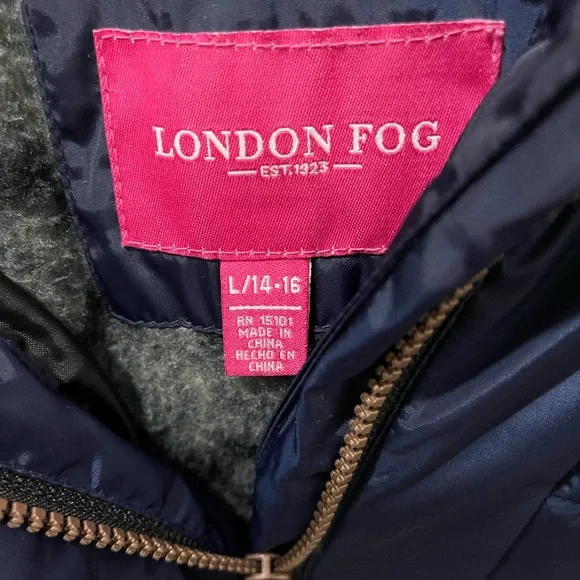 LONDON FOG
EST.1923
L/14-16
RN 15101
MADE IN
CHINA
HECHO EN
CHINA